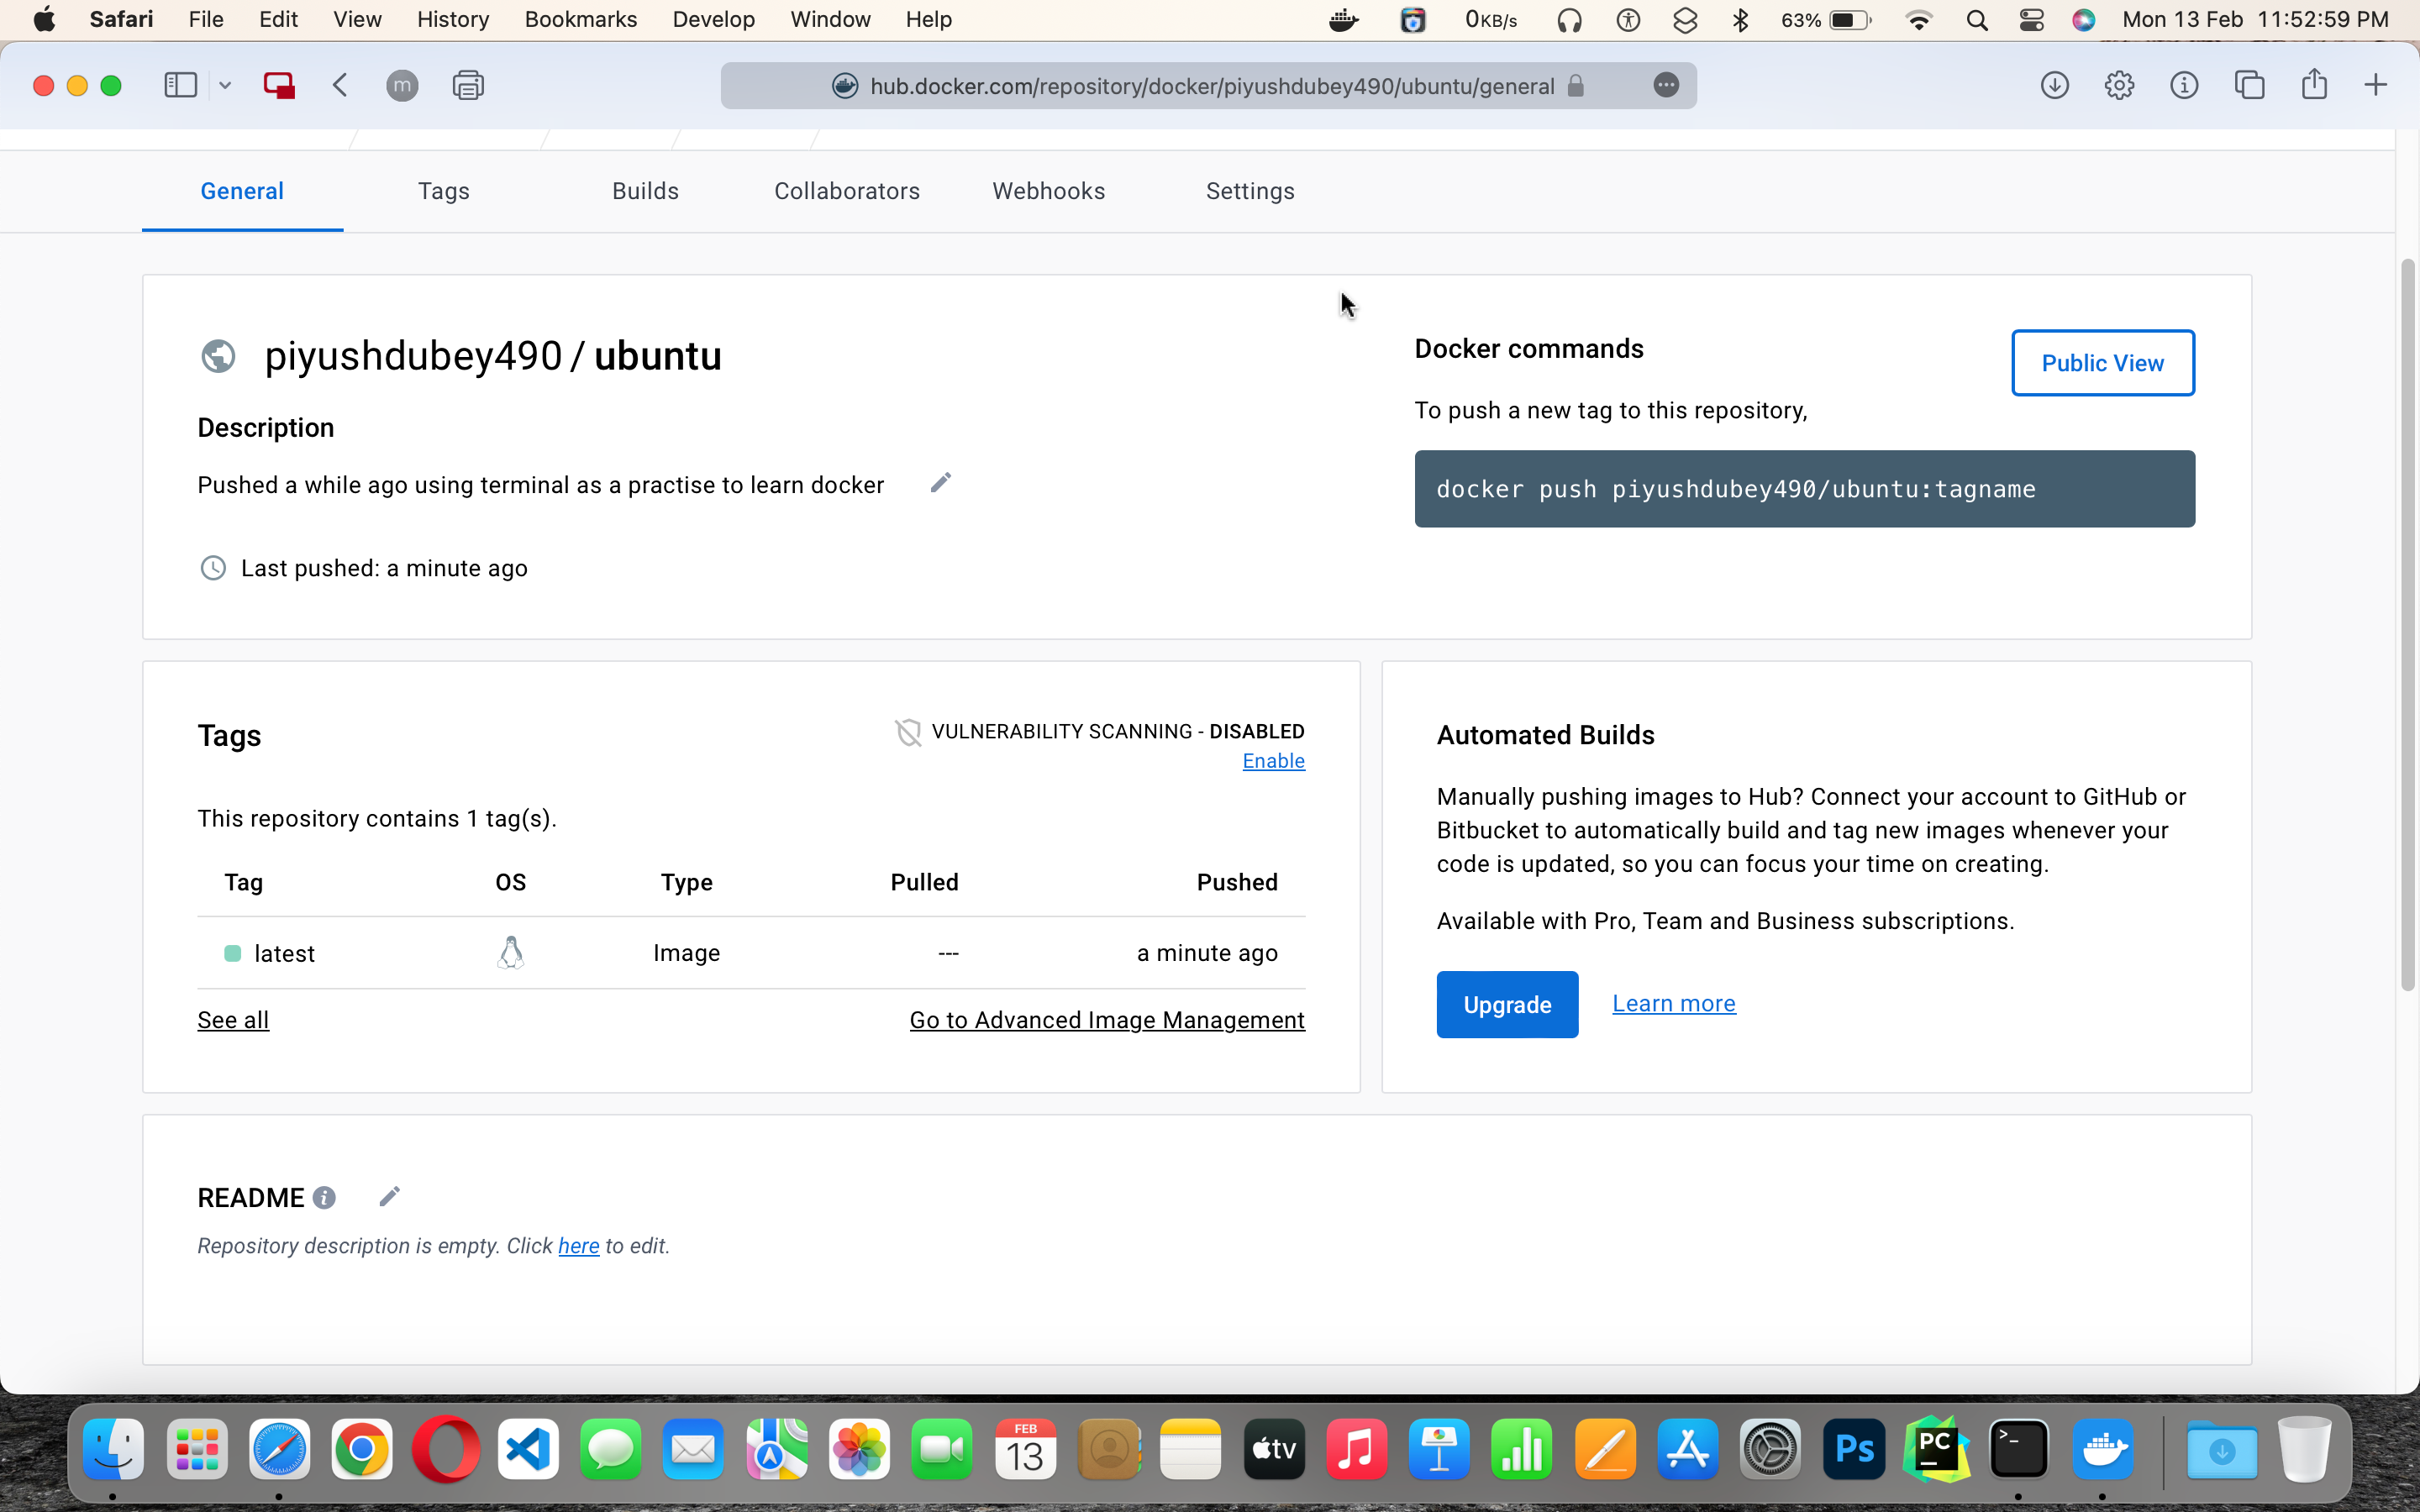 Safari File Edit View History Bookmarks Develop Window Help 0KB/s 63% Mon 13 Feb 11:52:59 PM
m hub.docker.com/repository/docker/piyushdubey490/ubuntu/general
General Tags Builds Collaborators Webhooks Settings
piyushdubey490 / ubuntu
Description
Pushed a while ago using terminal as a practise to learn docker
Last pushed: a minute ago
Docker commands
Public View
To push a new tag to this repository,
docker push piyushdubey490/ubuntu:tagname
Tags
VULNERABILITY SCANNING - DISABLED
Enable
This repository contains 1 tag(s).
Tag OS Type Pulled Pushed
latest Image --- a minute ago
See all Go to Advanced Image Management
Automated Builds
Manually pushing images to Hub? Connect your account to GitHub or
Bitbucket to automatically build and tag new images whenever your
code is updated, so you can focus your time on creating.
Available with Pro, Team and Business subscriptions.
Upgrade Learn more
README
Repository description is empty. Click here to edit.
FEB
13
tv
Ps
PC
>_